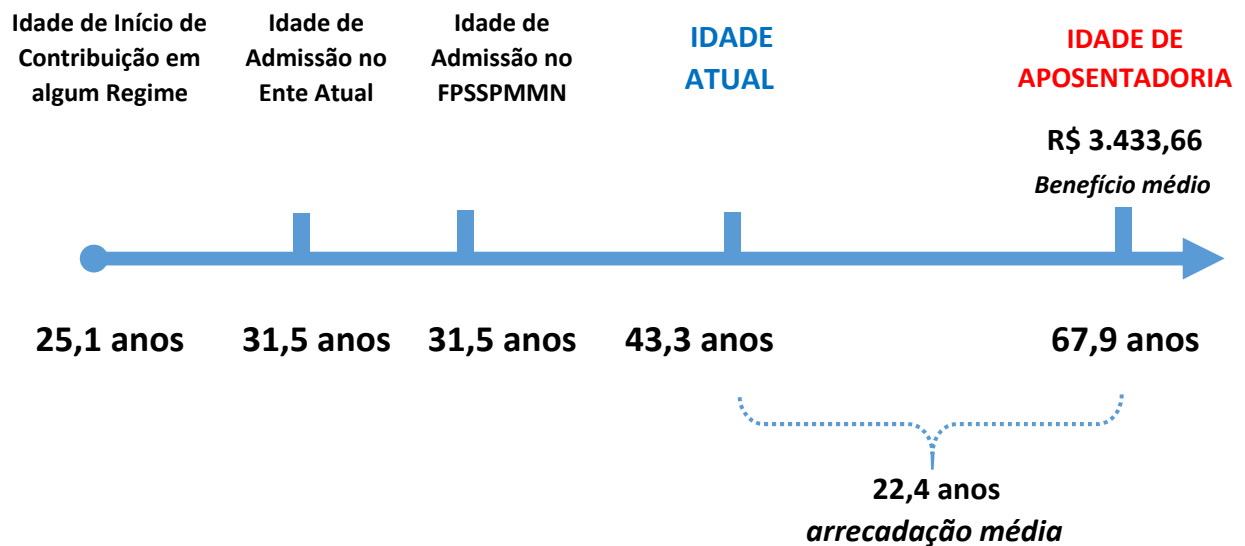 Idade de Início de
Contribuição em
algum Regime
Idade de
Admissão no
Ente Atual
Idade de
Admissão no
FPSSPMMN
IDADE
ATUAL
IDADE DE
APOSENTADORIA
R$ 3.433,66
Benefício médio
25,1 anos
31,5 anos
31,5 anos
43,3 anos
67,9 anos
22,4 anos
arrecadação média